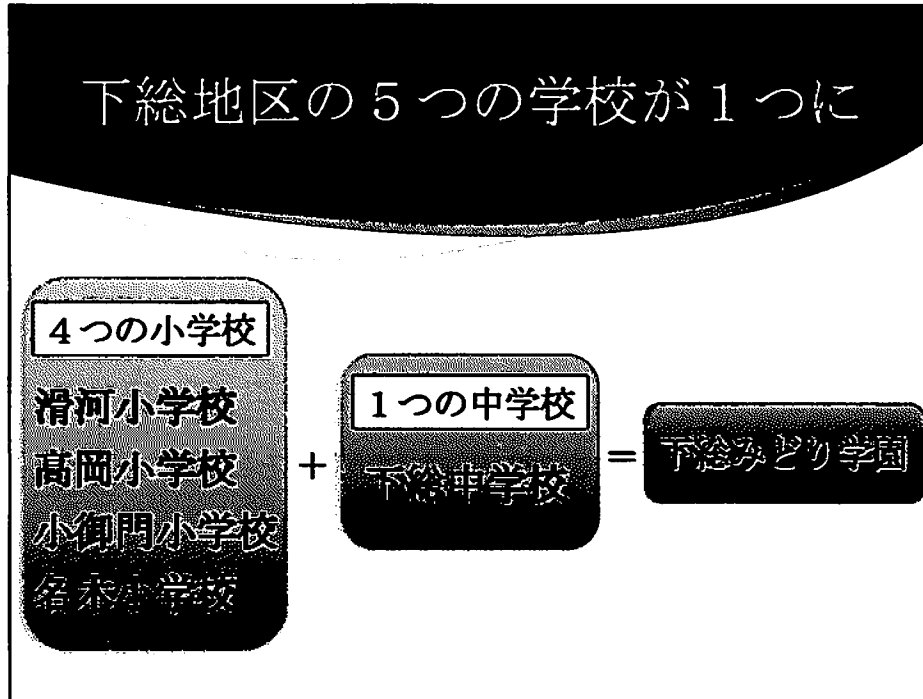 下総地区の５つの学校が１つに
４つの小学校
滑河小学校
高岡小学校
小御門小学校
名木小学校
＋
１つの中学校
下総中学校
＝
下総みどり学園